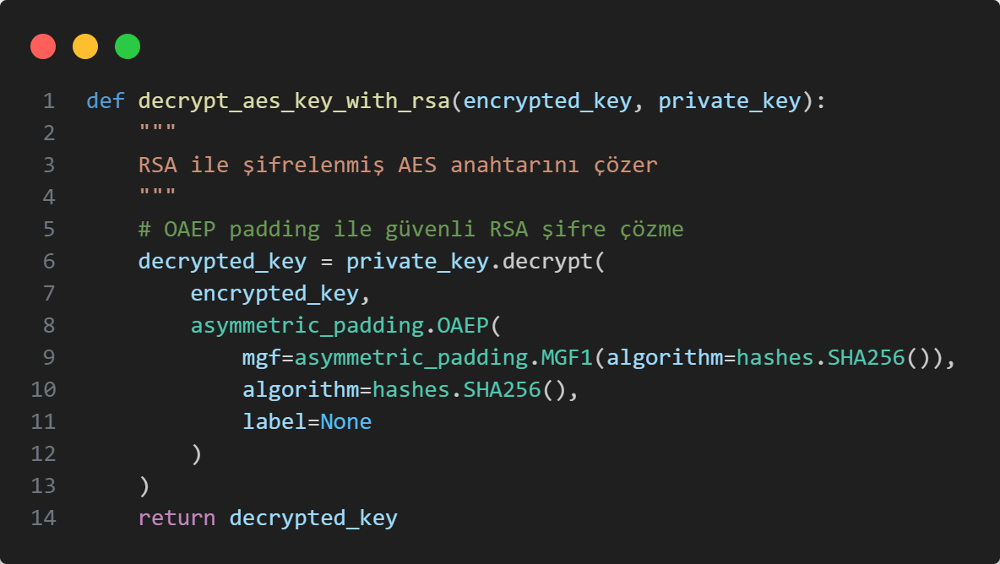 1 def decrypt_aes_key_with_rsa(encrypted_key, private_key):
2     """
3     RSA ile şifrelenmiş AES anahtarını çözer
4     """
5     # OAEP padding ile güvenli RSA şifre çözme
6     decrypted_key = private_key.decrypt(
7         encrypted_key,
8         asymmetric_padding.OAEP(
9             mgf=asymmetric_padding.MGF1(algorithm=hashes.SHA256()),
10             algorithm=hashes.SHA256(),
11             label=None
12         )
13     )
14     return decrypted_key